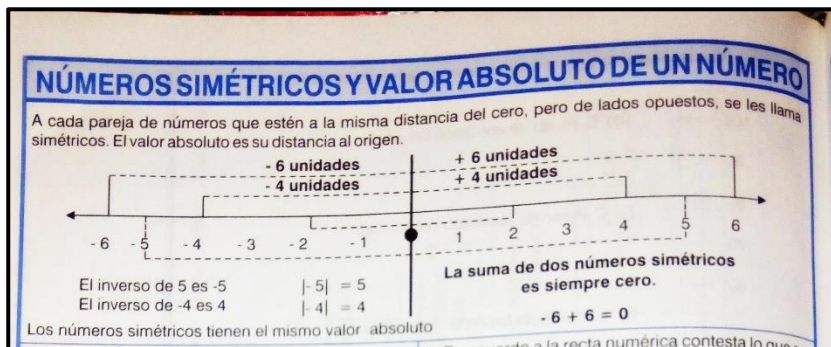 NÚMEROS SIMÉTRICOS Y VALOR ABSOLUTO DE UN NÚMERO
A cada pareja de números que estén a la misma distancia del cero, pero de lados opuestos, se les llama
simétricos. El valor absoluto es su distancia al origen.
- 6 unidades + 6 unidades
- 4 unidades + 4 unidades
- 6 - 5 - 4 - 3 - 2 - 1 1 2 3 4 5 6
El inverso de 5 es -5 |- 5| = 5
El inverso de -4 es 4 |- 4| = 4
Los números simétricos tienen el mismo valor absoluto
La suma de dos números simétricos
es siempre cero.
- 6 + 6 = 0
a la recta numérica contesta lo